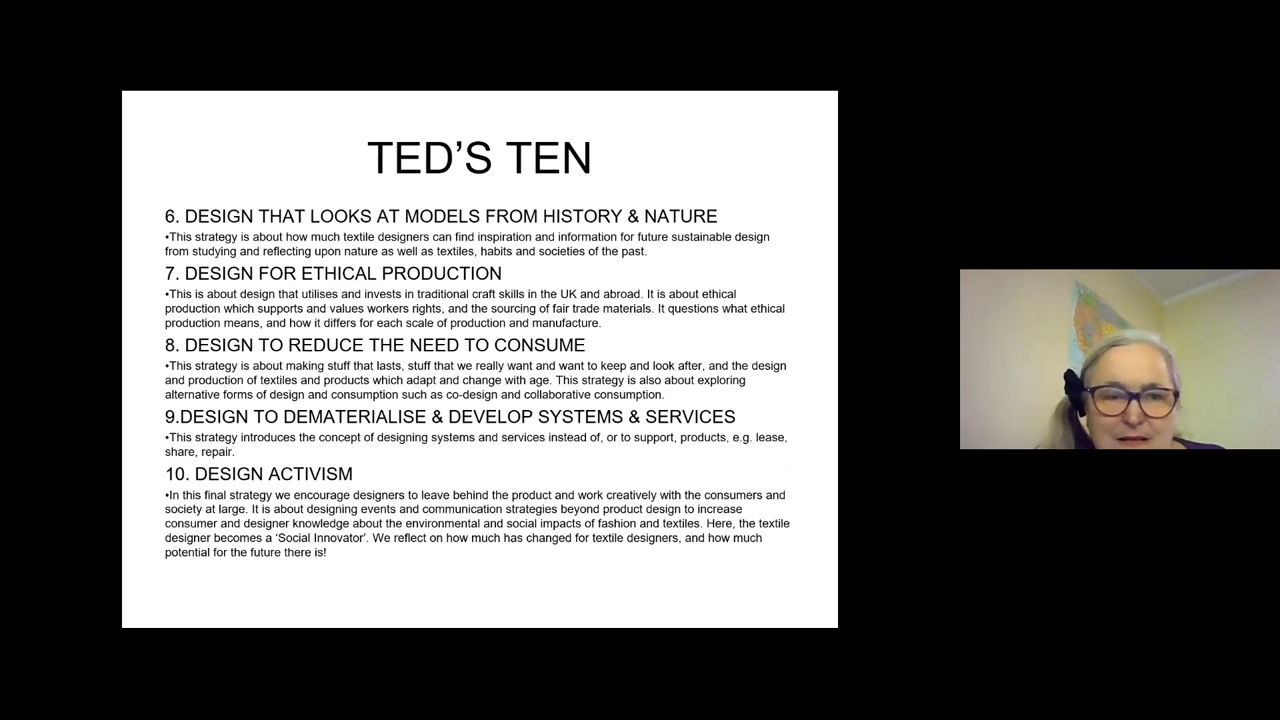 TED’S TEN
6. DESIGN THAT LOOKS AT MODELS FROM HISTORY & NATURE
•This strategy is about how much textile designers can find inspiration and information for future sustainable design
from studying and reflecting upon nature as well as textiles, habits and societies of the past.
7. DESIGN FOR ETHICAL PRODUCTION
•This is about design that utilises and invests in traditional craft skills in the UK and abroad. It is about ethical
production which supports and values workers rights, and the sourcing of fair trade materials. It questions what ethical
production means, and how it differs for each scale of production and manufacture.
8. DESIGN TO REDUCE THE NEED TO CONSUME
•This strategy is about making stuff that lasts, stuff that we really want and want to keep and look after, and the design
and production of textiles and products which adapt and change with age. This strategy is also about exploring
alternative forms of design and consumption such as co-design and collaborative consumption.
9.DESIGN TO DEMATERIALISE & DEVELOP SYSTEMS & SERVICES
•This strategy introduces the concept of designing systems and services instead of, or to support, products, e.g. lease,
share, repair.
10. DESIGN ACTIVISM
•In this final strategy we encourage designers to leave behind the product and work creatively with the consumers and
society at large. It is about designing events and communication strategies beyond product design to increase
consumer and designer knowledge about the environmental and social impacts of fashion and textiles. Here, the textile
designer becomes a ‘Social Innovator’. We reflect on how much has changed for textile designers, and how much
potential for the future there is!